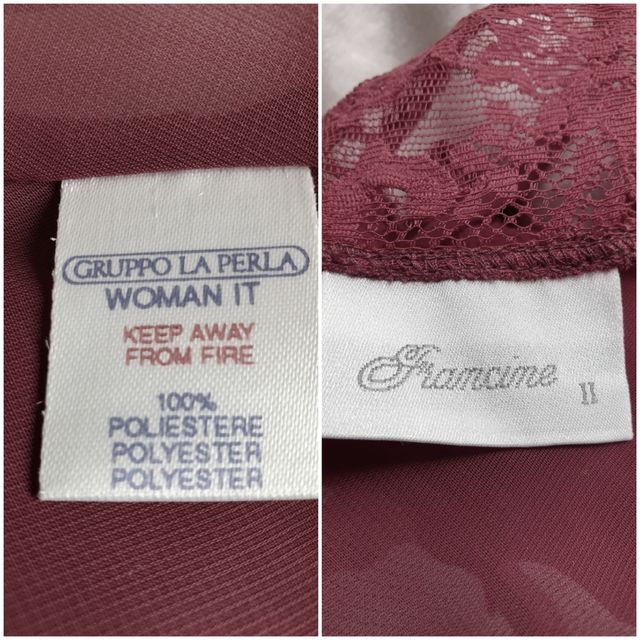 GRUPPO LA PERLA
WOMAN IT
KEEP AWAY
FROM FIRE
100%
POLIESTERE
POLYESTER
POLYESTER
Francine
II